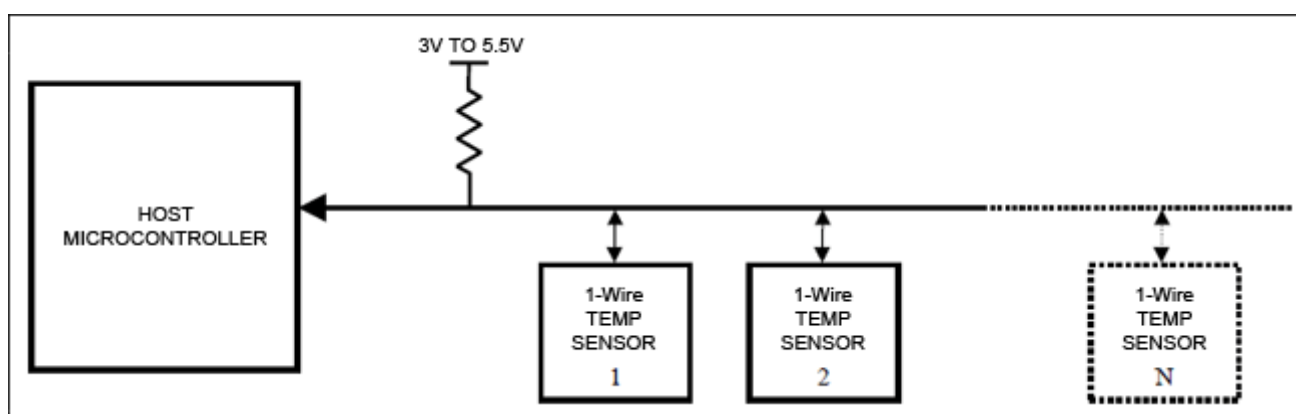 3V TO 5.5V
HOST
MICROCONTROLLER
1-Wire
TEMP
SENSOR
1
1-Wire
TEMP
SENSOR
2
1-Wire
TEMP
SENSOR
N